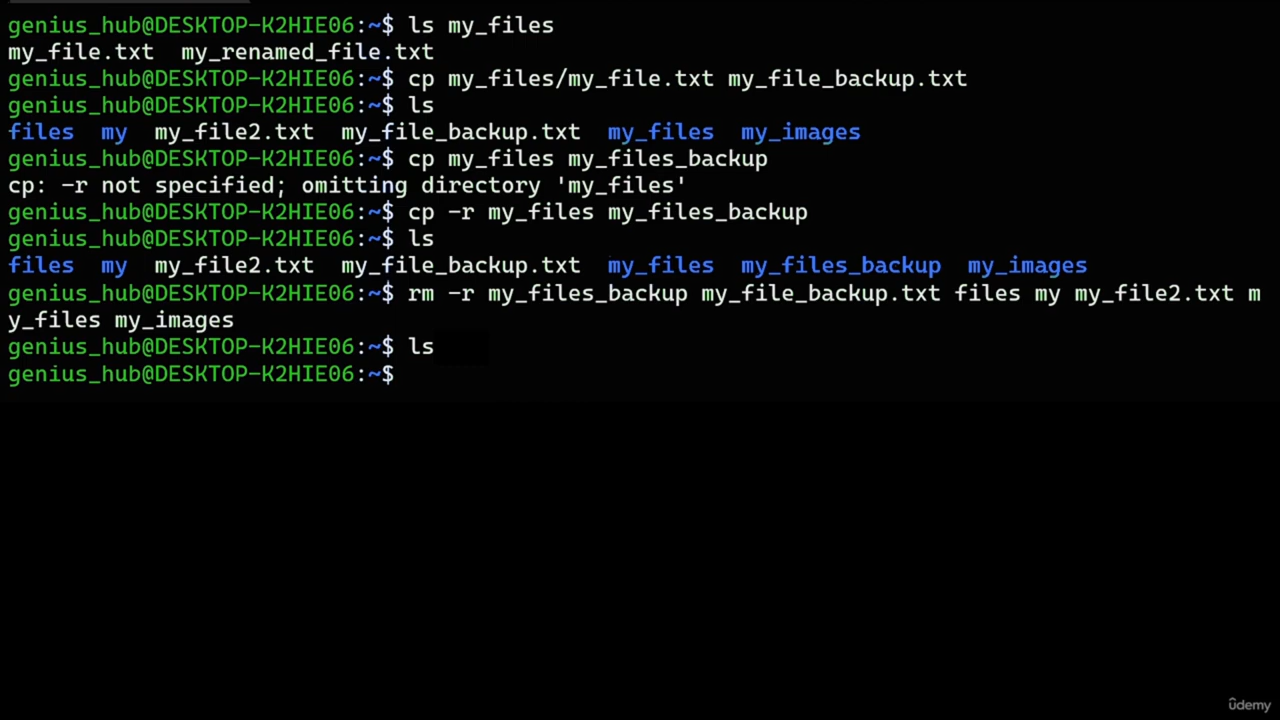 genius_hub@DESKTOP-K2HIE06:~$ ls my_files
my_file.txt  my_renamed_file.txt
genius_hub@DESKTOP-K2HIE06:~$ cp my_files/my_file.txt my_file_backup.txt
genius_hub@DESKTOP-K2HIE06:~$ ls
files  my  my_file2.txt  my_file_backup.txt  my_files  my_images
genius_hub@DESKTOP-K2HIE06:~$ cp my_files my_files_backup
cp: -r not specified; omitting directory 'my_files'
genius_hub@DESKTOP-K2HIE06:~$ cp -r my_files my_files_backup
genius_hub@DESKTOP-K2HIE06:~$ ls
files  my  my_file2.txt  my_file_backup.txt  my_files  my_files_backup  my_images
genius_hub@DESKTOP-K2HIE06:~$ rm -r my_files_backup my_file_backup.txt files my my_file2.txt m
y_files my_images
genius_hub@DESKTOP-K2HIE06:~$ ls
genius_hub@DESKTOP-K2HIE06:~$
ûdemy